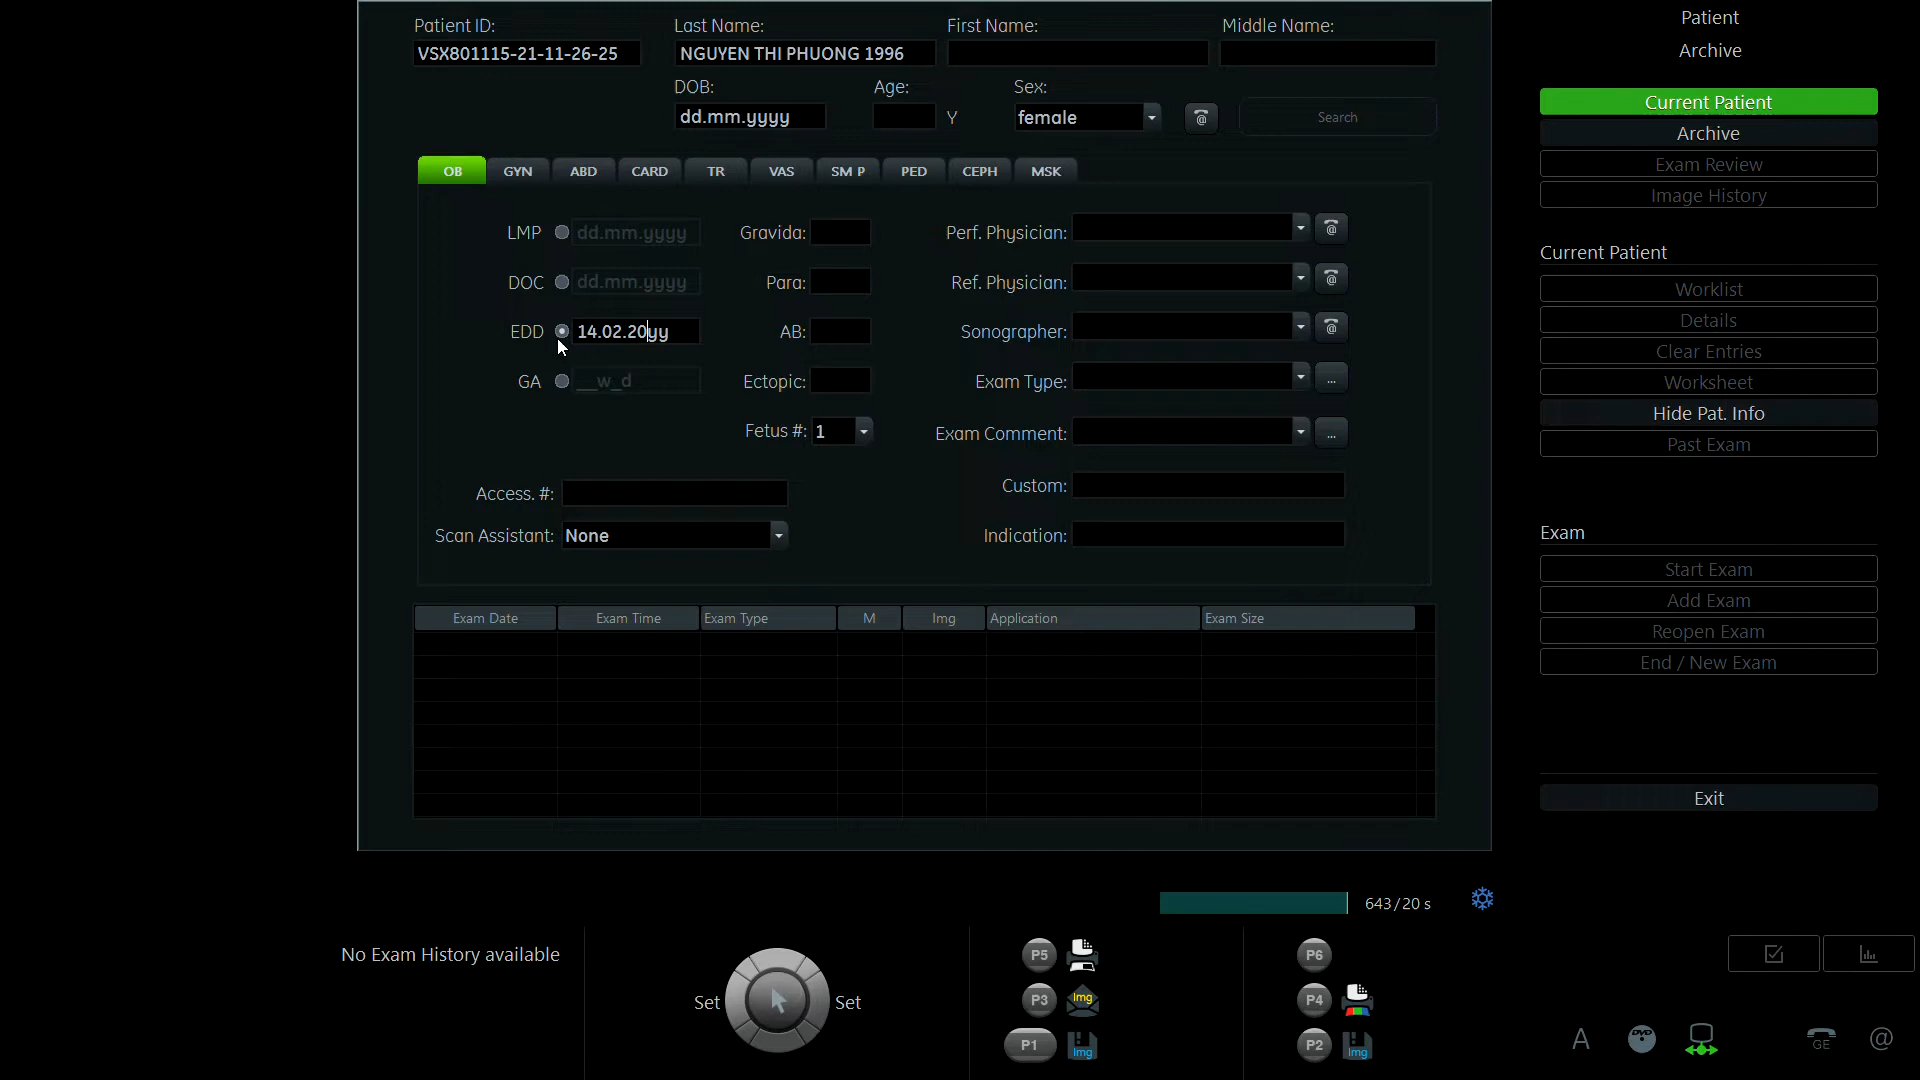 Patient ID: Last Name: First Name: Middle Name: Patient
VSX801115-21-11-26-25 NGUYEN THI PHUONG 1996 Archive
DOB: Age: Sex:
dd.mm.yyyy Y female Search
Current Patient
Archive
Exam Review
Image History
OB GYN ABD CARD TR VAS SM P PED CEPH MSK
LMP dd.mm.yyyy Gravida: Perf. Physician:
DOC dd.mm.yyyy Para: Ref. Physician:
EDD 14.02.20yy AB: Sonographer:
GA __w_d Ectopic: Exam Type: ...
Fetus #: 1 Exam Comment: ...
Access. #: Custom:
Scan Assistant: None Indication:
Current Patient
Worklist
Details
Clear Entries
Worksheet
Hide Pat. Info
Past Exam
Exam
Start Exam
Add Exam
Reopen Exam
End / New Exam
Exam Date Exam Time Exam Type M Img Application Exam Size
Exit
643/20 s
No Exam History available
Set Set
P5 P6
P3 Img P4
P1 Img P2 Img
A DVD GE @